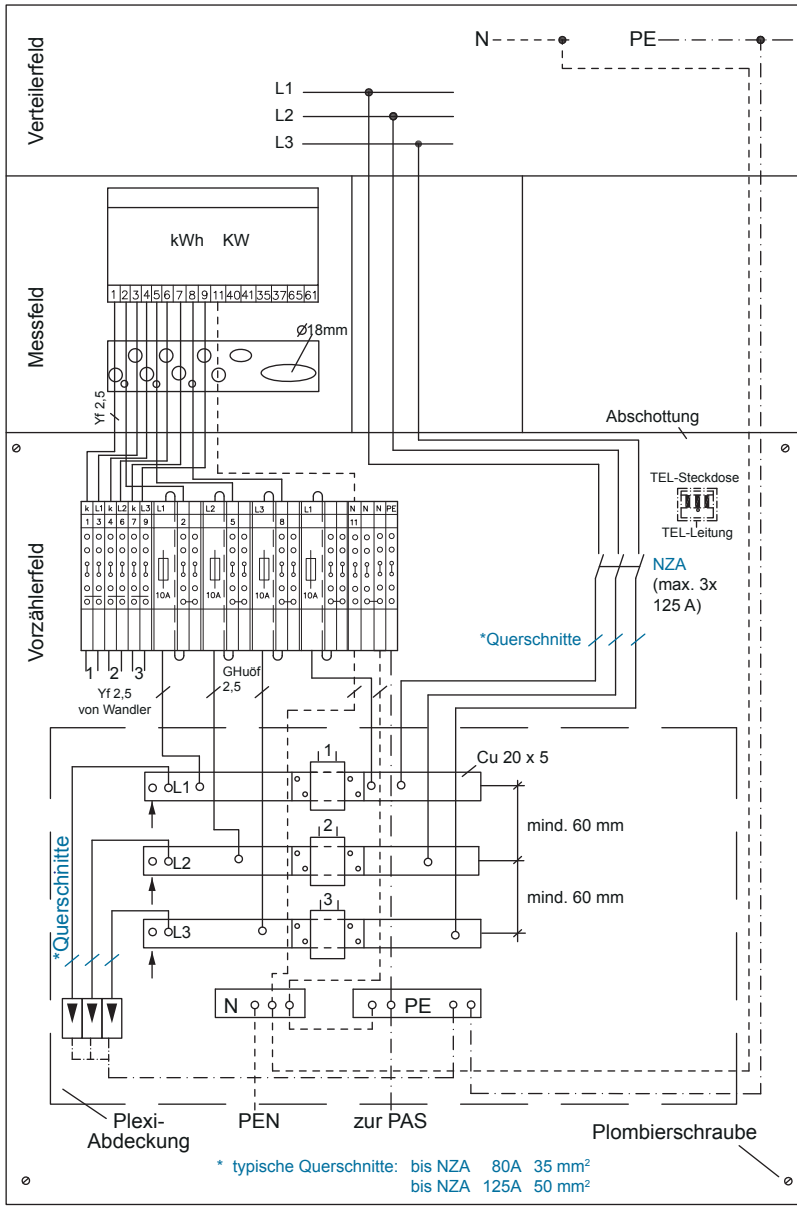 Verteilerfeld
N
PE
L1
L2
L3
Messfeld
kWh KW
1 2 3 4 5 6 7 8 9 11 40 41 35 37 65 61
Ø18mm
Yf 2,5
Abschottung
Vorzählerfeld
k L1 k L2 k L3 L1 L2 L3 L1 N N N PE
1 3 4 6 7 9 2 5 8 11
10A 10A 10A 10A
TEL-Steckdose
TEL-Leitung
NZA
(max. 3x
125 A)
*Querschnitte
1 2 3
Yf 2,5
von Wandler
GHuöf
2,5
Cu 20 x 5
1
L1
mind. 60 mm
2
L2
mind. 60 mm
3
L3
*Querschnitte
N
PE
Plexi-
Abdeckung
PEN
zur PAS
Plombierschraube
* typische Querschnitte: bis NZA 80A 35 mm²
bis NZA 125A 50 mm²